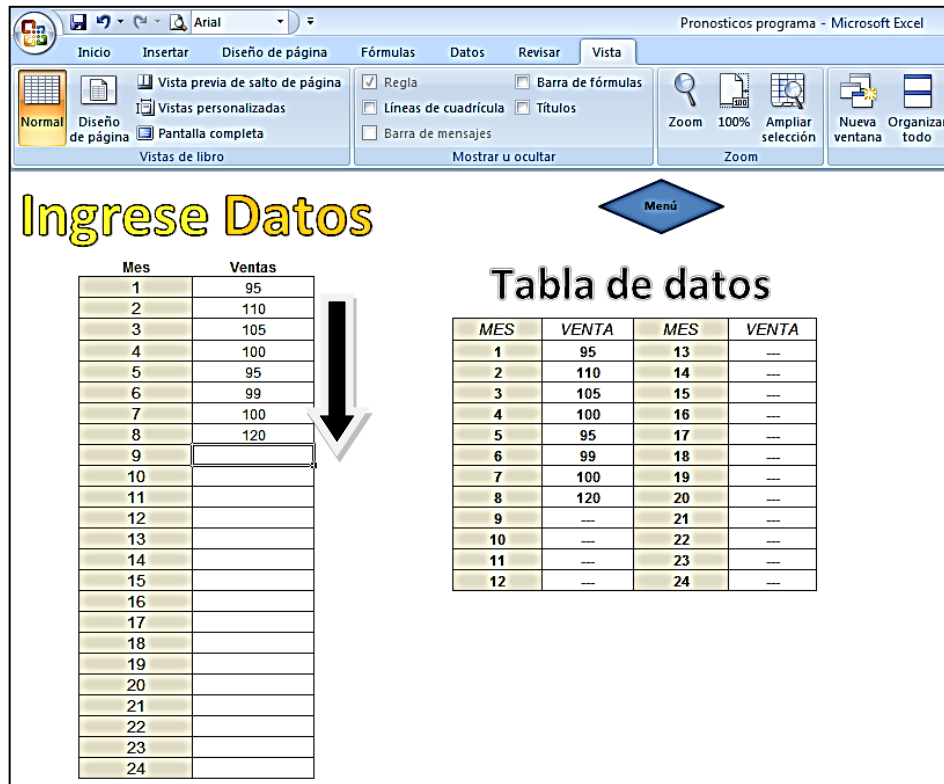 Arial
Pronosticos programa - Microsoft Excel
Inicio Insertar Diseño de página Fórmulas Datos Revisar Vista
Normal
Diseño de página
Vista previa de salto de página
Vistas personalizadas
Pantalla completa
Vistas de libro
Regla
Líneas de cuadrícula
Barra de mensajes
Barra de fórmulas
Títulos
Mostrar u ocultar
Zoom
100
100%
Ampliar selección
Zoom
Nueva ventana
Organizar todo
Ingrese Datos
Menú
Mes Ventas
1 95
2 110
3 105
4 100
5 95
6 99
7 100
8 120
9
10
11
12
13
14
15
16
17
18
19
20
21
22
23
24
Tabla de datos
MES VENTA MES VENTA
1 95 13 ---
2 110 14 ---
3 105 15 ---
4 100 16 ---
5 95 17 ---
6 99 18 ---
7 100 19 ---
8 120 20 ---
9 --- 21 ---
10 --- 22 ---
11 --- 23 ---
12 --- 24 ---